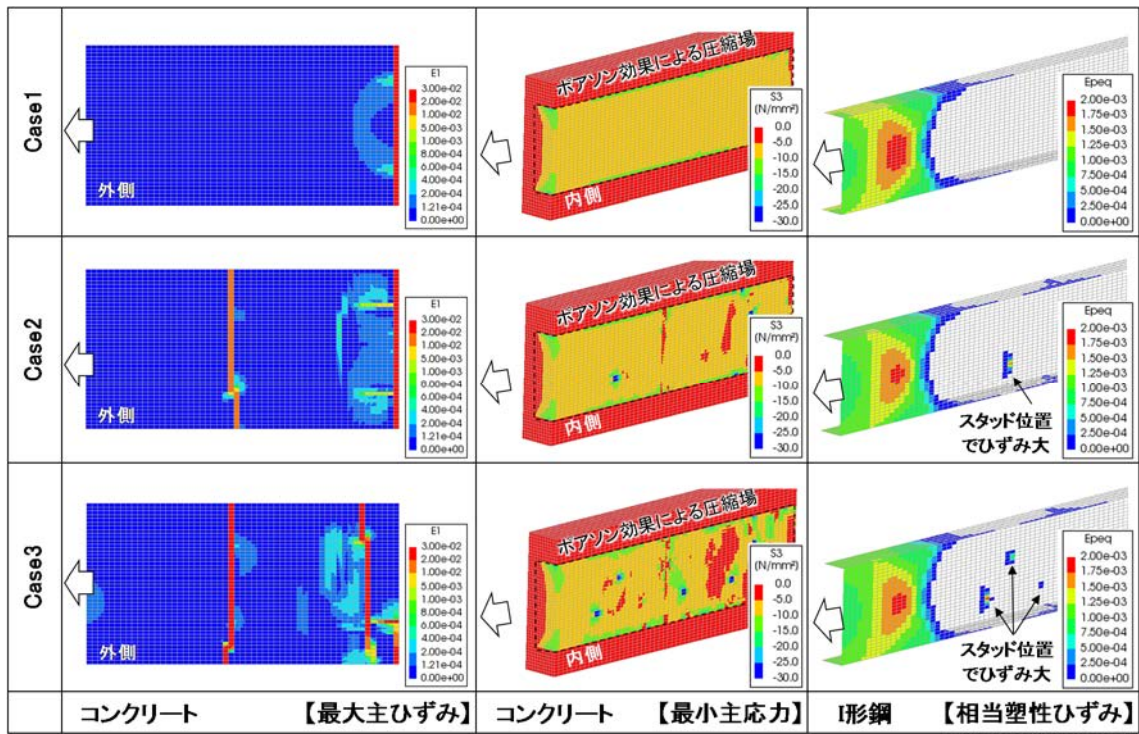 Case1
外側
E1
3.00e-02
2.00e-02
1.00e-02
5.00e-03
1.00e-03
8.00e-04
6.00e-04
4.00e-04
2.00e-04
1.21e-04
0.00e+00
ポアソン効果による圧縮場
内側
S3
(N/mm²)
0.0
-5.0
-10.0
-15.0
-20.0
-25.0
-30.0
Epeq
2.00e-03
1.75e-03
1.50e-03
1.25e-03
1.00e-03
7.50e-04
5.00e-04
2.50e-04
0.00e+00
Case2
外側
E1
3.00e-02
2.00e-02
1.00e-02
5.00e-03
1.00e-03
6.00e-04
4.00e-04
2.00e-04
1.21e-04
0.00e+00
ポアソン効果による圧縮場
内側
S3
(N/mm²)
0.0
-5.0
-10.0
-15.0
-20.0
-25.0
-30.0
Epeq
2.00e-03
1.75e-03
1.50e-03
1.25e-03
1.00e-03
7.50e-04
5.00e-04
2.50e-04
0.00e+00
スタッド位置
でひずみ大
Case3
外側
E1
3.00e-02
2.00e-02
1.00e-02
5.00e-03
1.00e-03
8.00e-04
6.00e-04
4.00e-04
2.00e-04
1.21e-04
0.00e+00
ポアソン効果による圧縮場
内側
S3
(N/mm²)
0.0
-5.0
-10.0
-15.0
-20.0
-25.0
-30.0
Epeq
2.00e-03
1.75e-03
1.50e-03
1.25e-03
1.00e-03
7.50e-04
5.00e-04
2.50e-04
0.00e+00
スタッド位置
でひずみ大
コンクリート 【最大主ひずみ】
コンクリート 【最小主応力】
I形鋼 【相当塑性ひずみ】